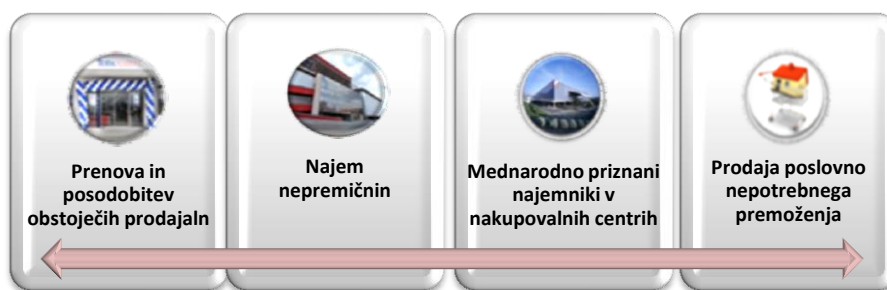 Prenova in
posodobitev
obstoječih prodajaln
Najem
nepremičnin
Mednarodno priznani
najemniki v
nakupovalnih centrih
Prodaja poslovno
nepotrebnega
premoženja